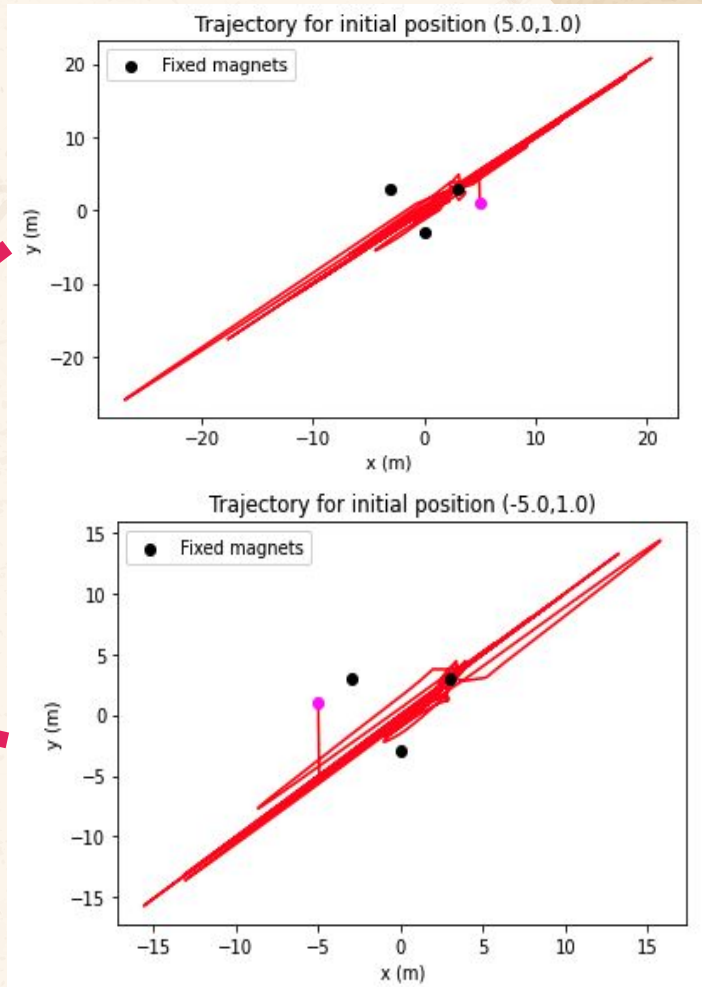 Trajectory for initial position (5.0,1.0)
Fixed magnets
20
10
0
−10
−20
y (m)
−20 −10 0 10 20
x (m)
Trajectory for initial position (-5.0,1.0)
Fixed magnets
15
10
5
0
−5
−10
−15
y (m)
−15 −10 −5 0 5 10 15
x (m)